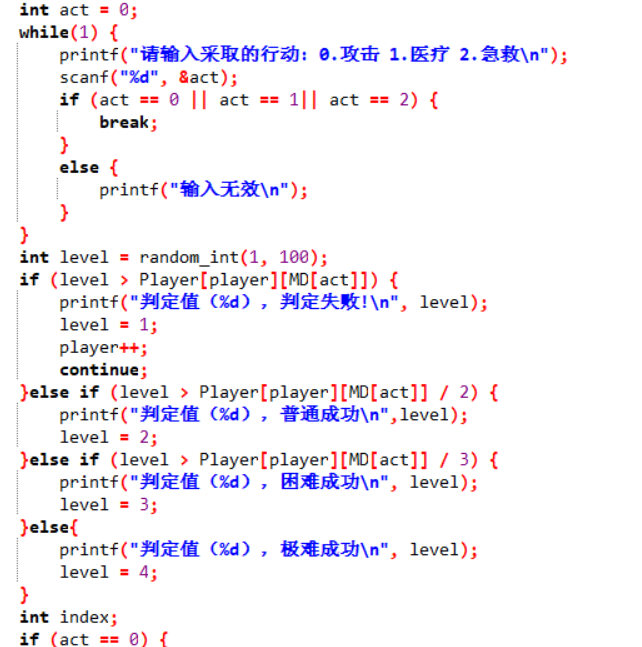 int act = 0;
while(1) {
    printf("请输入采取的行动：0.攻击 1.医疗 2.急救\n");
    scanf("%d", &act);
    if (act == 0 || act == 1|| act == 2) {
        break;
    }
    else {
        printf("输入无效\n");
    }
}
int level = random_int(1, 100);
if (level > Player[player][MD[act]]) {
    printf("判定值（%d），判定失败!\n", level);
    level = 1;
    player++;
    continue;
}else if (level > Player[player][MD[act]] / 2) {
    printf("判定值（%d），普通成功\n",level);
    level = 2;
}else if (level > Player[player][MD[act]] / 3) {
    printf("判定值（%d），困难成功\n", level);
    level = 3;
}else{
    printf("判定值（%d），极难成功\n", level);
    level = 4;
}
int index;
if (act == 0) {